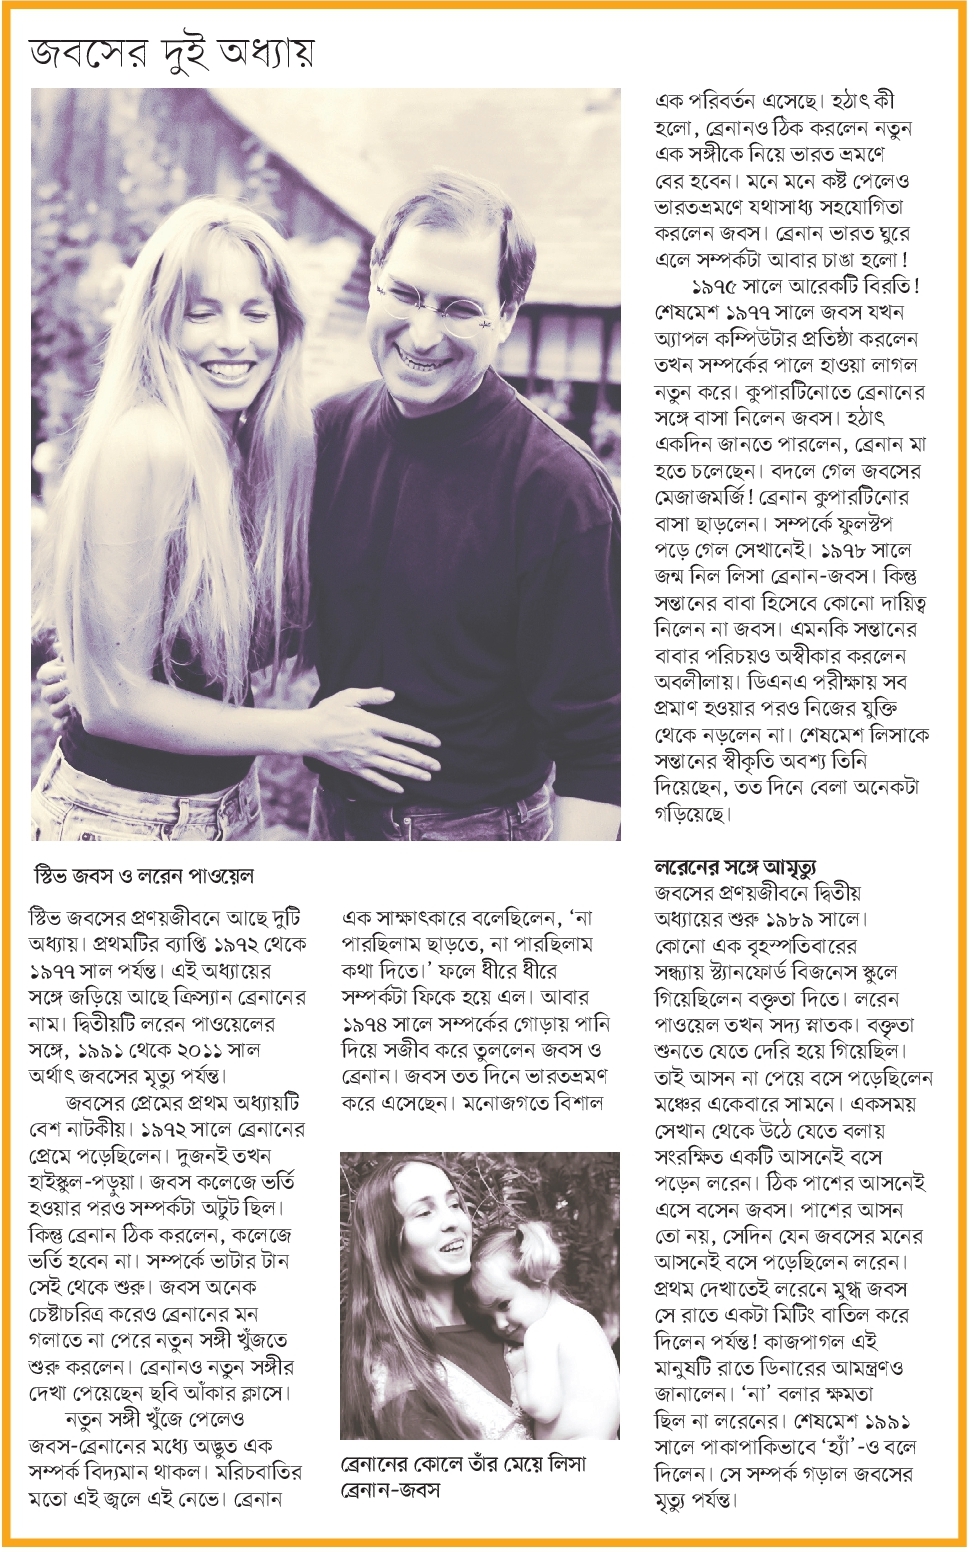 জবসের দুই অধ্যায়
স্টিভ জবস ও লরেন পাওয়েল
স্টিভ জবসের প্রণয়জীবনে আছে দুটি
অধ্যায়। প্রথমটির ব্যাপ্তি ১৯৭২ থেকে
১৯৭৭ সাল পর্যন্ত। এই অধ্যায়ের
সঙ্গে জড়িয়ে আছে ক্রিস্যান ব্রেনানের
নাম। দ্বিতীয়টি লরেন পাওয়েলের
সঙ্গে, ১৯৯১ থেকে ২০১১ সাল
অর্থাৎ জবসের মৃত্যু পর্যন্ত।
জবসের প্রেমের প্রথম অধ্যায়টি
বেশ নাটকীয়। ১৯৭২ সালে ব্রেনানের
প্রেমে পড়েছিলেন। দুজনই তখন
হাইস্কুল-পড়ুয়া। জবস কলেজে ভর্তি
হওয়ার পরও সম্পর্কটা অটুট ছিল।
কিন্তু ব্রেনান ঠিক করলেন, কলেজে
ভর্তি হবেন না। সম্পর্কে ভাটার টান
সেই থেকে শুরু। জবস অনেক
চেষ্টাচরিত্র করেও ব্রেনানের মন
গলাতে না পেরে নতুন সঙ্গী খুঁজতে
শুরু করলেন। ব্রেনানও নতুন সঙ্গীর
দেখা পেয়েছেন ছবি আঁকার ক্লাসে।
নতুন সঙ্গী খুঁজে পেলেও
জবস-ব্রেনানের মধ্যে অদ্ভুত এক
সম্পর্ক বিদ্যমান থাকল। মরিচবাতির
মতো এই জ্বলে এই নেভে। ব্রেনান
এক সাক্ষাৎকারে বলেছিলেন, ‘না
পারছিলাম ছাড়তে, না পারছিলাম
কথা দিতে।’ ফলে ধীরে ধীরে
সম্পর্কটা ফিকে হয়ে এল। আবার
১৯৭৪ সালে সম্পর্কের গোড়ায় পানি
দিয়ে সজীব করে তুললেন জবস ও
ব্রেনান। জবস তত দিনে ভারতভ্রমণ
করে এসেছেন। মনোজগতে বিশাল
ব্রেনানের কোলে তাঁর মেয়ে লিসা
ব্রেনান-জবস
এক পরিবর্তন এসেছে। হঠাৎ কী
হলো, ব্রেনানও ঠিক করলেন নতুন
এক সঙ্গীকে নিয়ে ভারত ভ্রমণে
বের হবেন। মনে মনে কষ্ট পেলেও
ভারতভ্রমণে যথাসাধ্য সহযোগিতা
করলেন জবস। ব্রেনান ভারত ঘুরে
এলে সম্পর্কটা আবার চাঙা হলো!
১৯৭৫ সালে আরেকটি বিরতি!
শেষমেশ ১৯৭৭ সালে জবস যখন
অ্যাপল কম্পিউটার প্রতিষ্ঠা করলেন
তখন সম্পর্কের পালে হাওয়া লাগল
নতুন করে। কুপারটিনোতে ব্রেনানের
সঙ্গে বাসা নিলেন জবস। হঠাৎ
একদিন জানতে পারলেন, ব্রেনান মা
হতে চলেছেন। বদলে গেল জবসের
মেজাজমর্জি! ব্রেনান কুপারটিনোর
বাসা ছাড়লেন। সম্পর্কে ফুলস্টপ
পড়ে গেল সেখানেই। ১৯৭৮ সালে
জন্ম নিল লিসা ব্রেনান-জবস। কিন্তু
সন্তানের বাবা হিসেবে কোনো দায়িত্ব
নিলেন না জবস। এমনকি সন্তানের
বাবার পরিচয়ও অস্বীকার করলেন
অবলীলায়। ডিএনএ পরীক্ষায় সব
প্রমাণ হওয়ার পরও নিজের যুক্তি
থেকে নড়লেন না। শেষমেশ লিসাকে
সন্তানের স্বীকৃতি অবশ্য তিনি
দিয়েছেন, তত দিনে বেলা অনেকটা
গড়িয়েছে।
লরেনের সঙ্গে আমৃত্যু
জবসের প্রণয়জীবনে দ্বিতীয়
অধ্যায়ের শুরু ১৯৮৯ সালে।
কোনো এক বৃহস্পতিবারের
সন্ধ্যায় স্ট্যানফোর্ড বিজনেস স্কুলে
গিয়েছিলেন বক্তৃতা দিতে। লরেন
পাওয়েল তখন সদ্য স্নাতক। বক্তৃতা
শুনতে যেতে দেরি হয়ে গিয়েছিল।
তাই আসন না পেয়ে বসে পড়েছিলেন
মঞ্চের একেবারে সামনে। একসময়
সেখান থেকে উঠে যেতে বলায়
সংরক্ষিত একটি আসনেই বসে
পড়েন লরেন। ঠিক পাশের আসনেই
এসে বসেন জবস। পাশের আসন
তো নয়, সেদিন যেন জবসের মনের
আসনেই বসে পড়েছিলেন লরেন।
প্রথম দেখাতেই লরেনে মুগ্ধ জবস
সে রাতে একটা মিটিং বাতিল করে
দিলেন পর্যন্ত! কাজপাগল এই
মানুষটি রাতে ডিনারের আমন্ত্রণও
জানালেন। ‘না’ বলার ক্ষমতা
ছিল না লরেনের। শেষমেশ ১৯৯১
সালে পাকাপাকিভাবে ‘হ্যাঁ’-ও বলে
দিলেন। সে সম্পর্ক গড়াল জবসের
মৃত্যু পর্যন্ত।